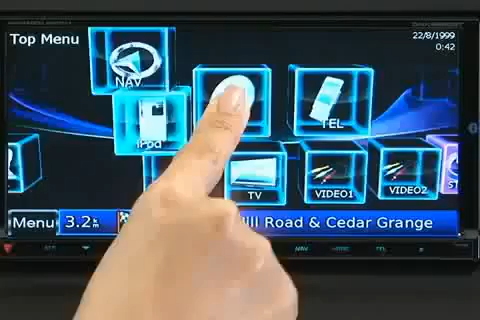 Top Menu
22/8/1999
0:42
NAV
iPod
TEL
TV
VIDEO1
VIDEO2
Menu
3.2 km
Road & Cedar Grange
NAV
TEL